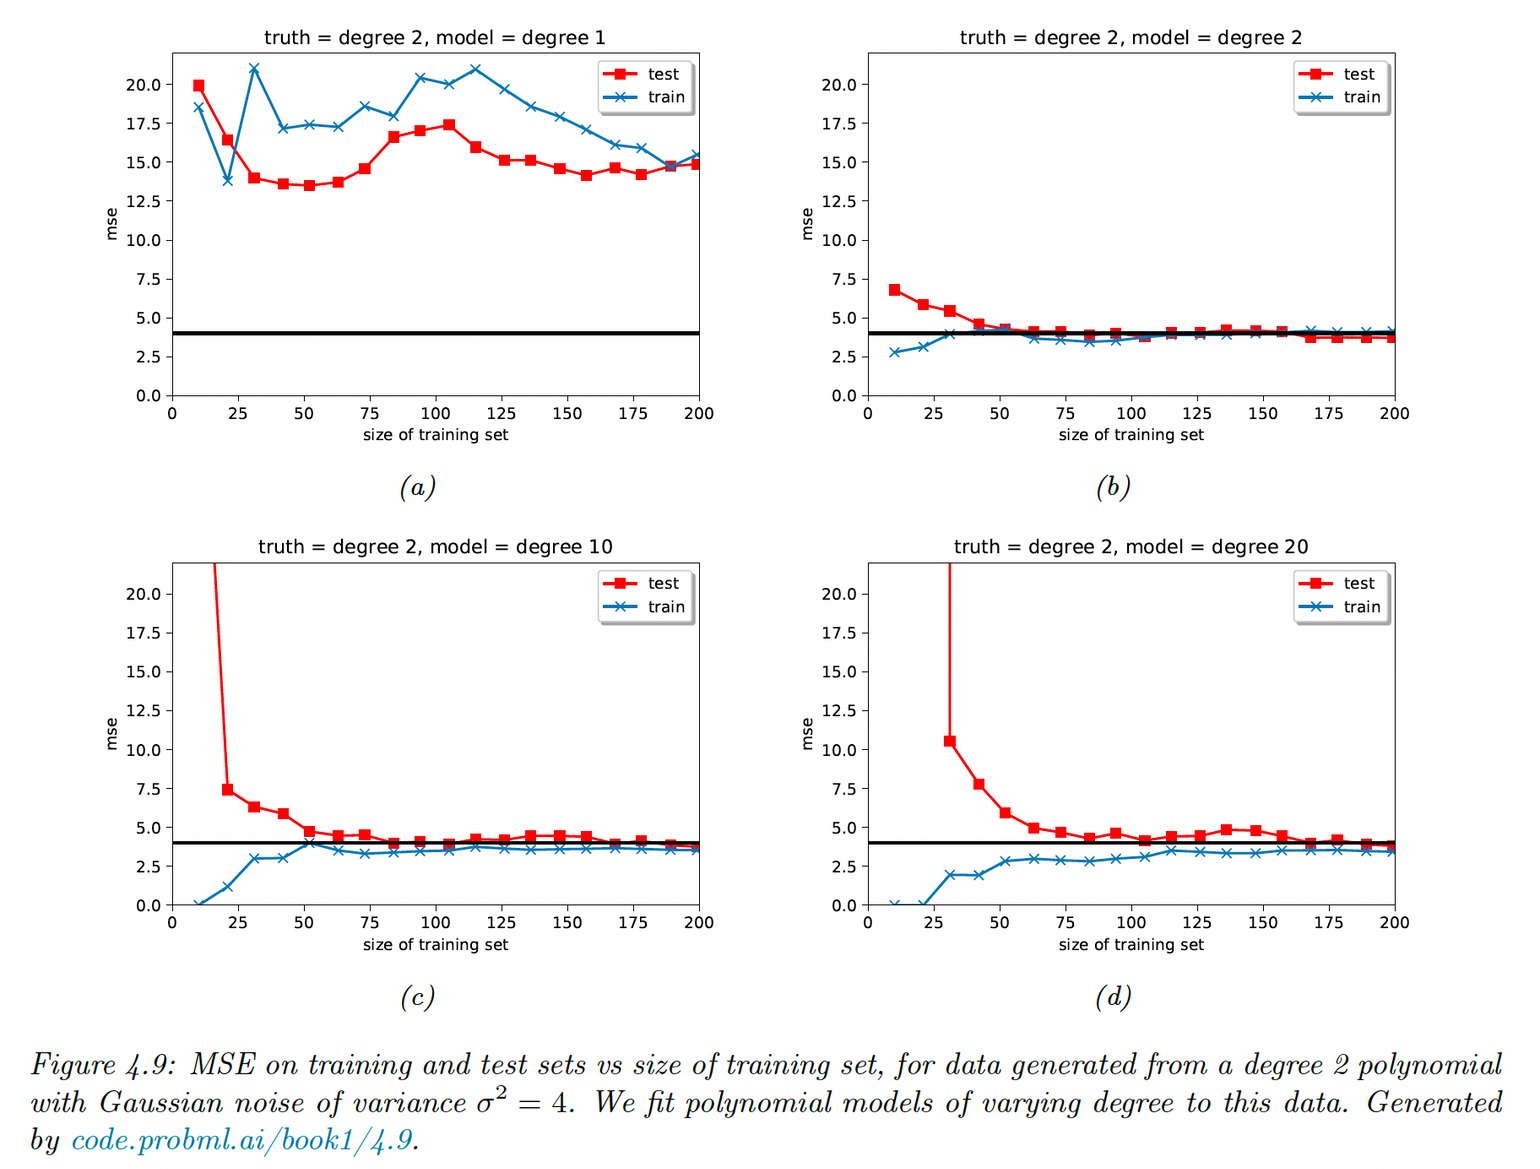 truth = degree 2, model = degree 1
test
train
20.0
17.5
15.0
12.5
10.0
7.5
5.0
2.5
0.0
mse
0 25 50 75 100 125 150 175 200
size of training set
(a)
truth = degree 2, model = degree 2
test
train
20.0
17.5
15.0
12.5
10.0
7.5
5.0
2.5
0.0
mse
0 25 50 75 100 125 150 175 200
size of training set
(b)
truth = degree 2, model = degree 10
test
train
20.0
17.5
15.0
12.5
10.0
7.5
5.0
2.5
0.0
mse
0 25 50 75 100 125 150 175 200
size of training set
(c)
truth = degree 2, model = degree 20
test
train
20.0
17.5
15.0
12.5
10.0
7.5
5.0
2.5
0.0
mse
0 25 50 75 100 125 150 175 200
size of training set
(d)
Figure 4.9: MSE on training and test sets vs size of training set, for data generated from a degree 2 polynomial
with Gaussian noise of variance σ² = 4. We fit polynomial models of varying degree to this data. Generated
by code.probml.ai/book1/4.9.